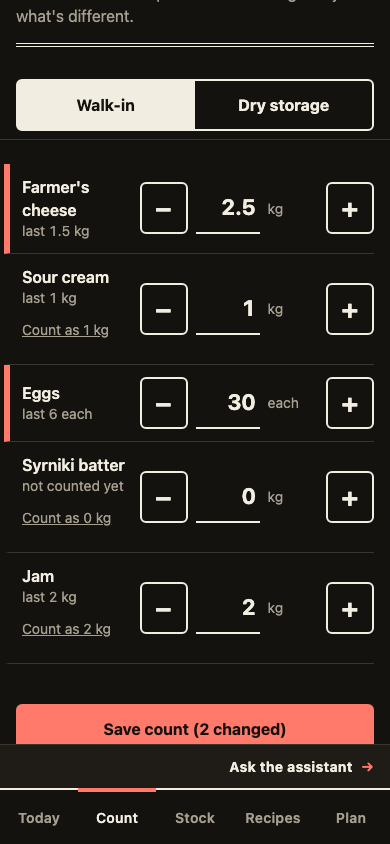 what's different.
Walk-in
Dry storage
Farmer's
cheese
last 1.5 kg
−
2.5
kg
+
Sour cream
last 1 kg
Count as 1 kg
−
1
kg
+
Eggs
last 6 each
−
30
each
+
Syrniki batter
not counted yet
Count as 0 kg
−
0
kg
+
Jam
last 2 kg
Count as 2 kg
−
2
kg
+
Save count (2 changed)
Ask the assistant →
Today
Count
Stock
Recipes
Plan